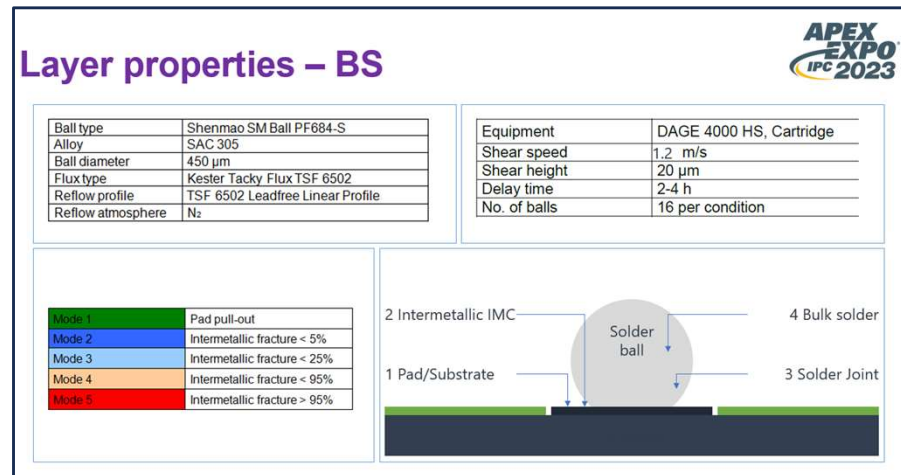 APEX
EXPO
IPC 2023
Layer properties – BS
Ball type Shenmao SM Ball PF684-S
Alloy SAC 305
Ball diameter 450 µm
Flux type Kester Tacky Flux TSF 6502
Reflow profile TSF 6502 Leadfree Linear Profile
Reflow atmosphere N₂
Equipment DAGE 4000 HS, Cartridge
Shear speed 1.2 m/s
Shear height 20 µm
Delay time 2-4 h
No. of balls 16 per condition
Mode 1 Pad pull-out
Mode 2 Intermetallic fracture < 5%
Mode 3 Intermetallic fracture < 25%
Mode 4 Intermetallic fracture < 95%
Mode 5 Intermetallic fracture > 95%
2 Intermetallic IMC
Solder
ball
4 Bulk solder
1 Pad/Substrate
3 Solder Joint